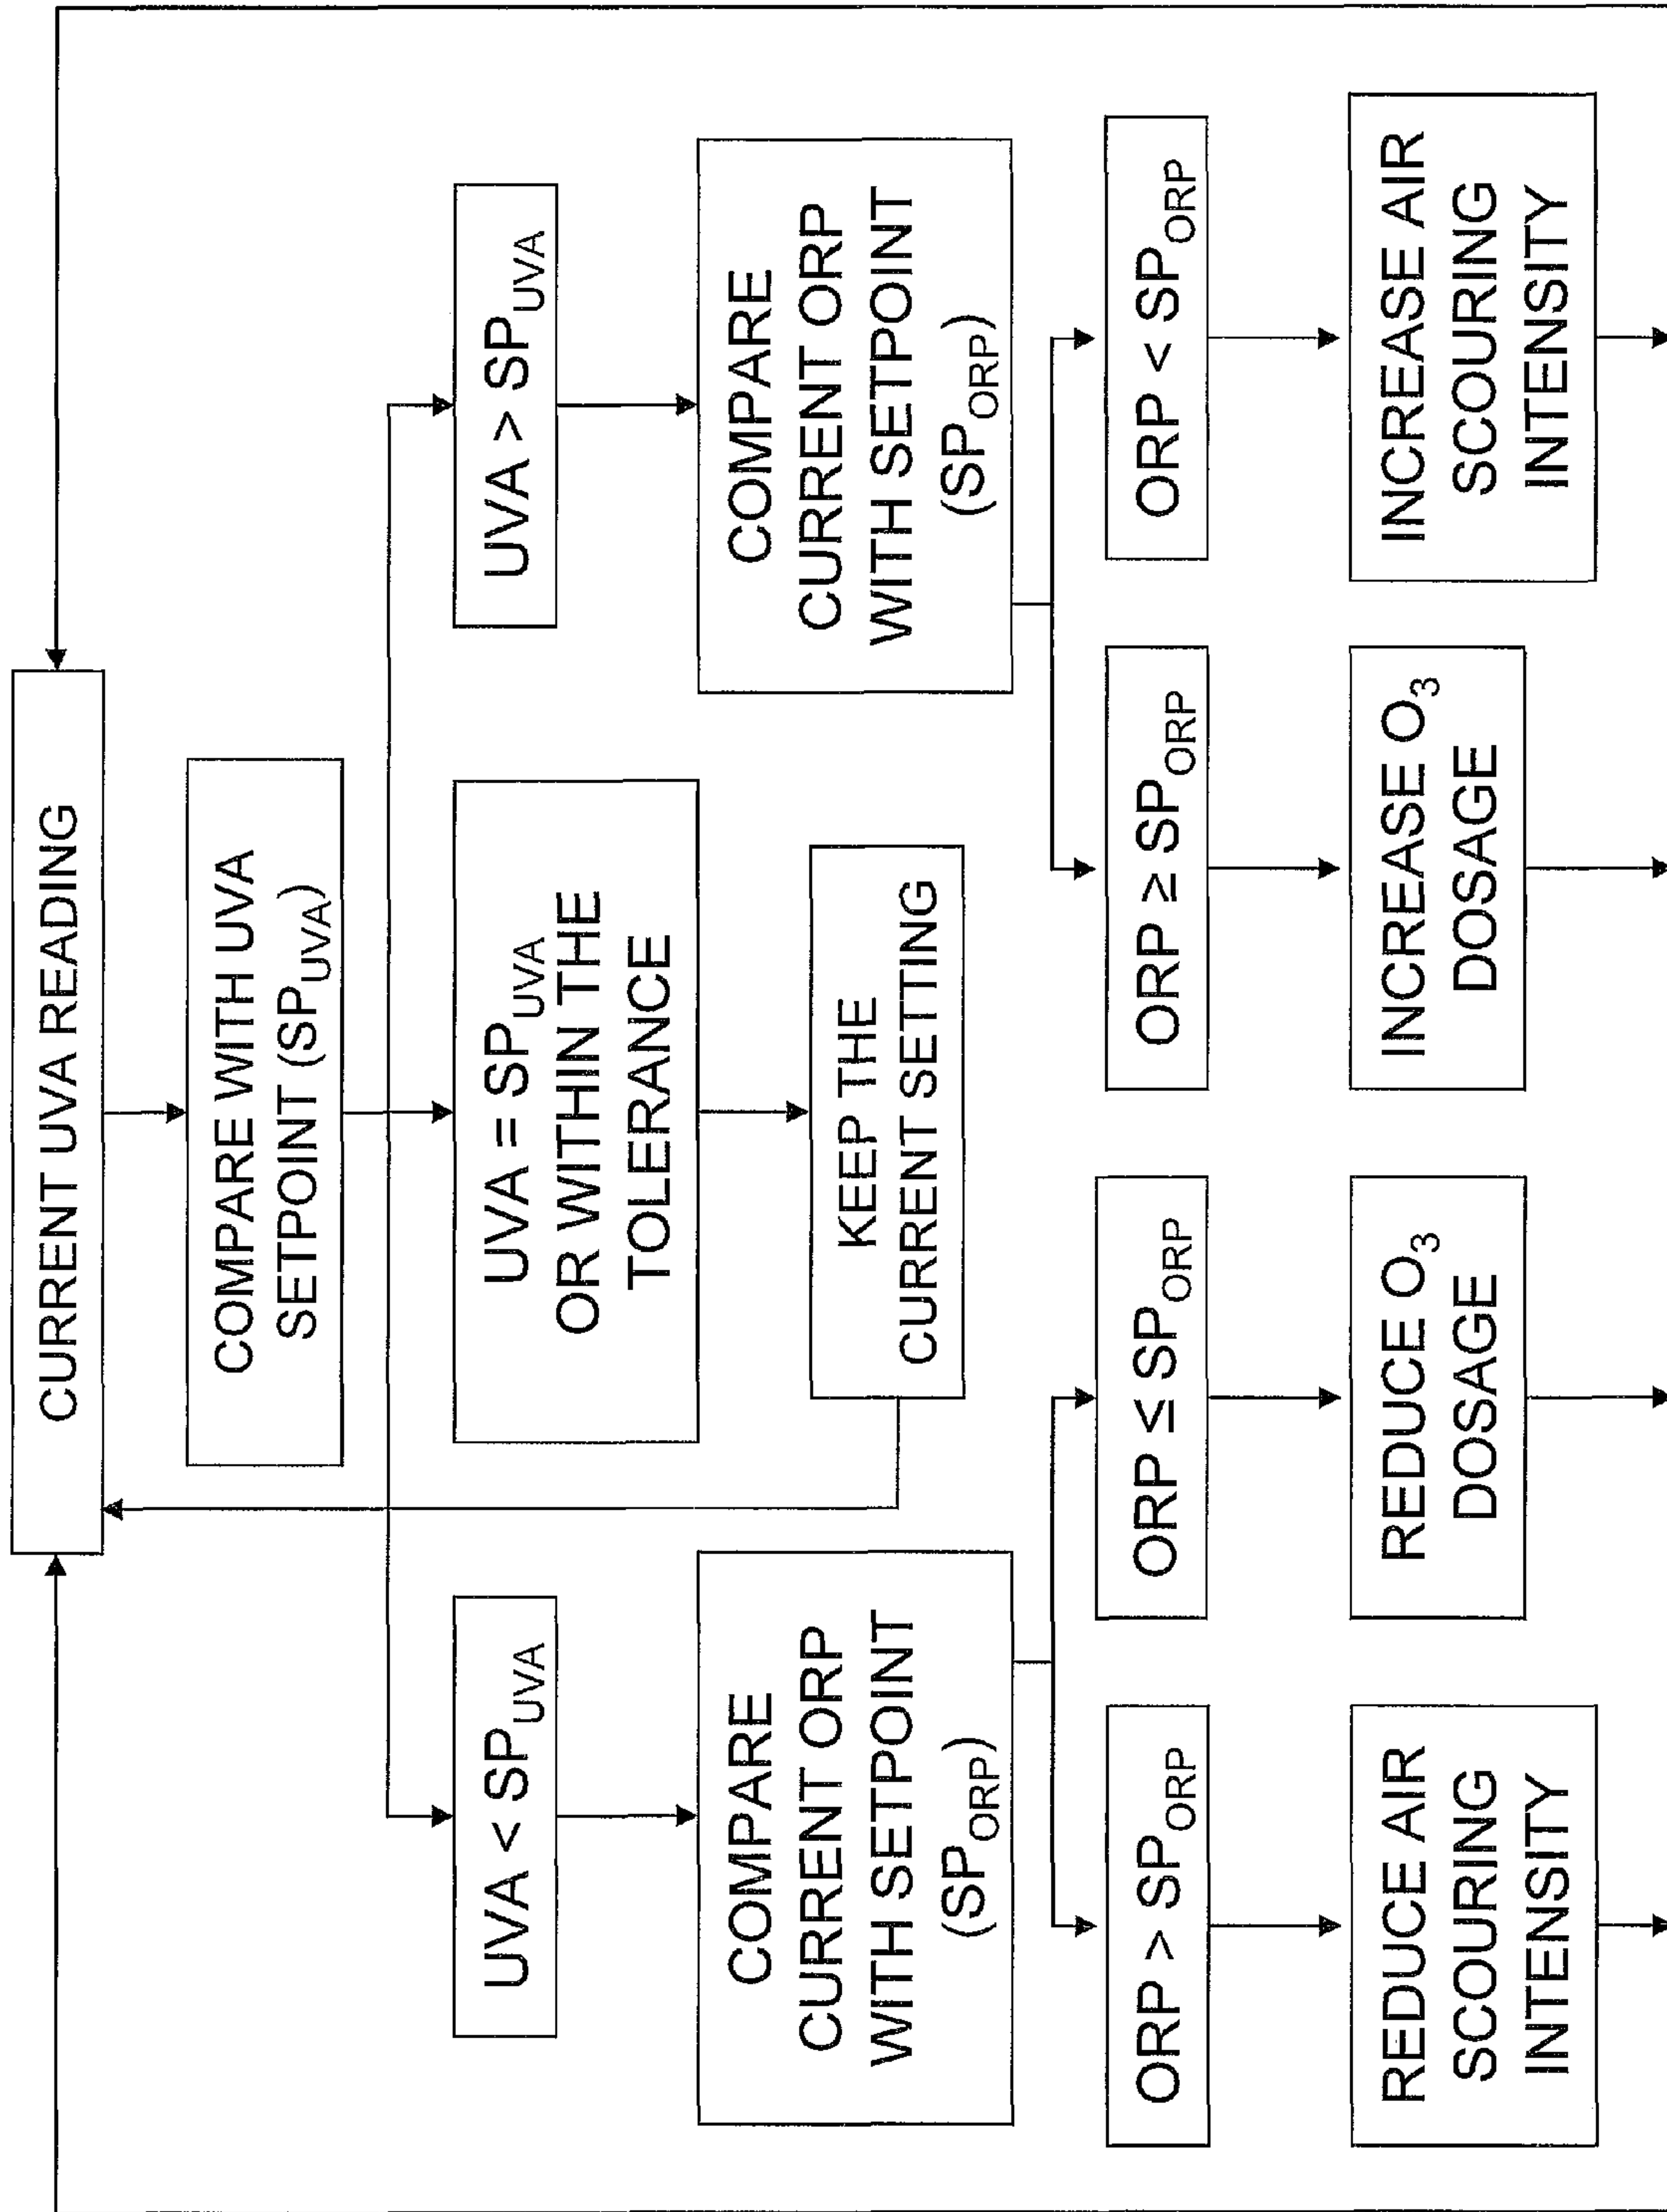 CURRENT UVA READING
COMPARE WITH UVA
SETPOINT (SP_UVA)
UVA < SP_UVA
UVA = SP_UVA
OR WITHIN THE
TOLERANCE
UVA > SP_UVA
COMPARE
CURRENT ORP
WITH SETPOINT
(SP_ORP)
KEEP THE
CURRENT SETTING
COMPARE
CURRENT ORP
WITH SETPOINT
(SP_ORP)
ORP > SP_ORP
ORP ≤ SP_ORP
ORP ≥ SP_ORP
ORP < SP_ORP
REDUCE AIR
SCOURING
INTENSITY
REDUCE O₃
DOSAGE
INCREASE O₃
DOSAGE
INCREASE AIR
SCOURING
INTENSITY